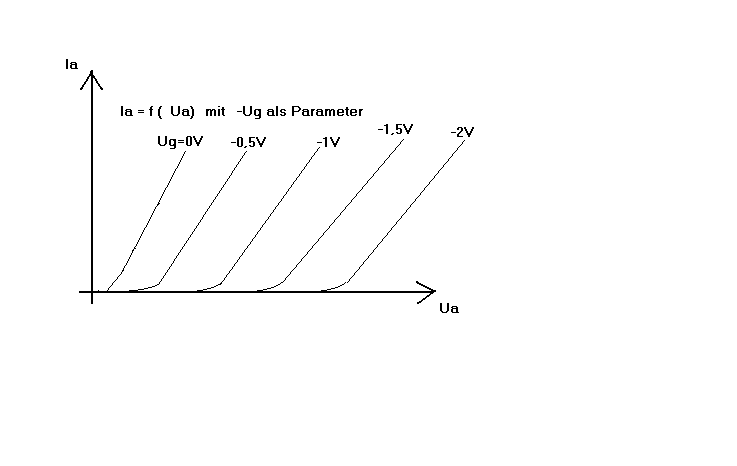 Ia
Ia = f ( Ua) mit -Ug als Parameter
Ug=0V
-0,5V
-1V
-1,5V
-2V
Ua